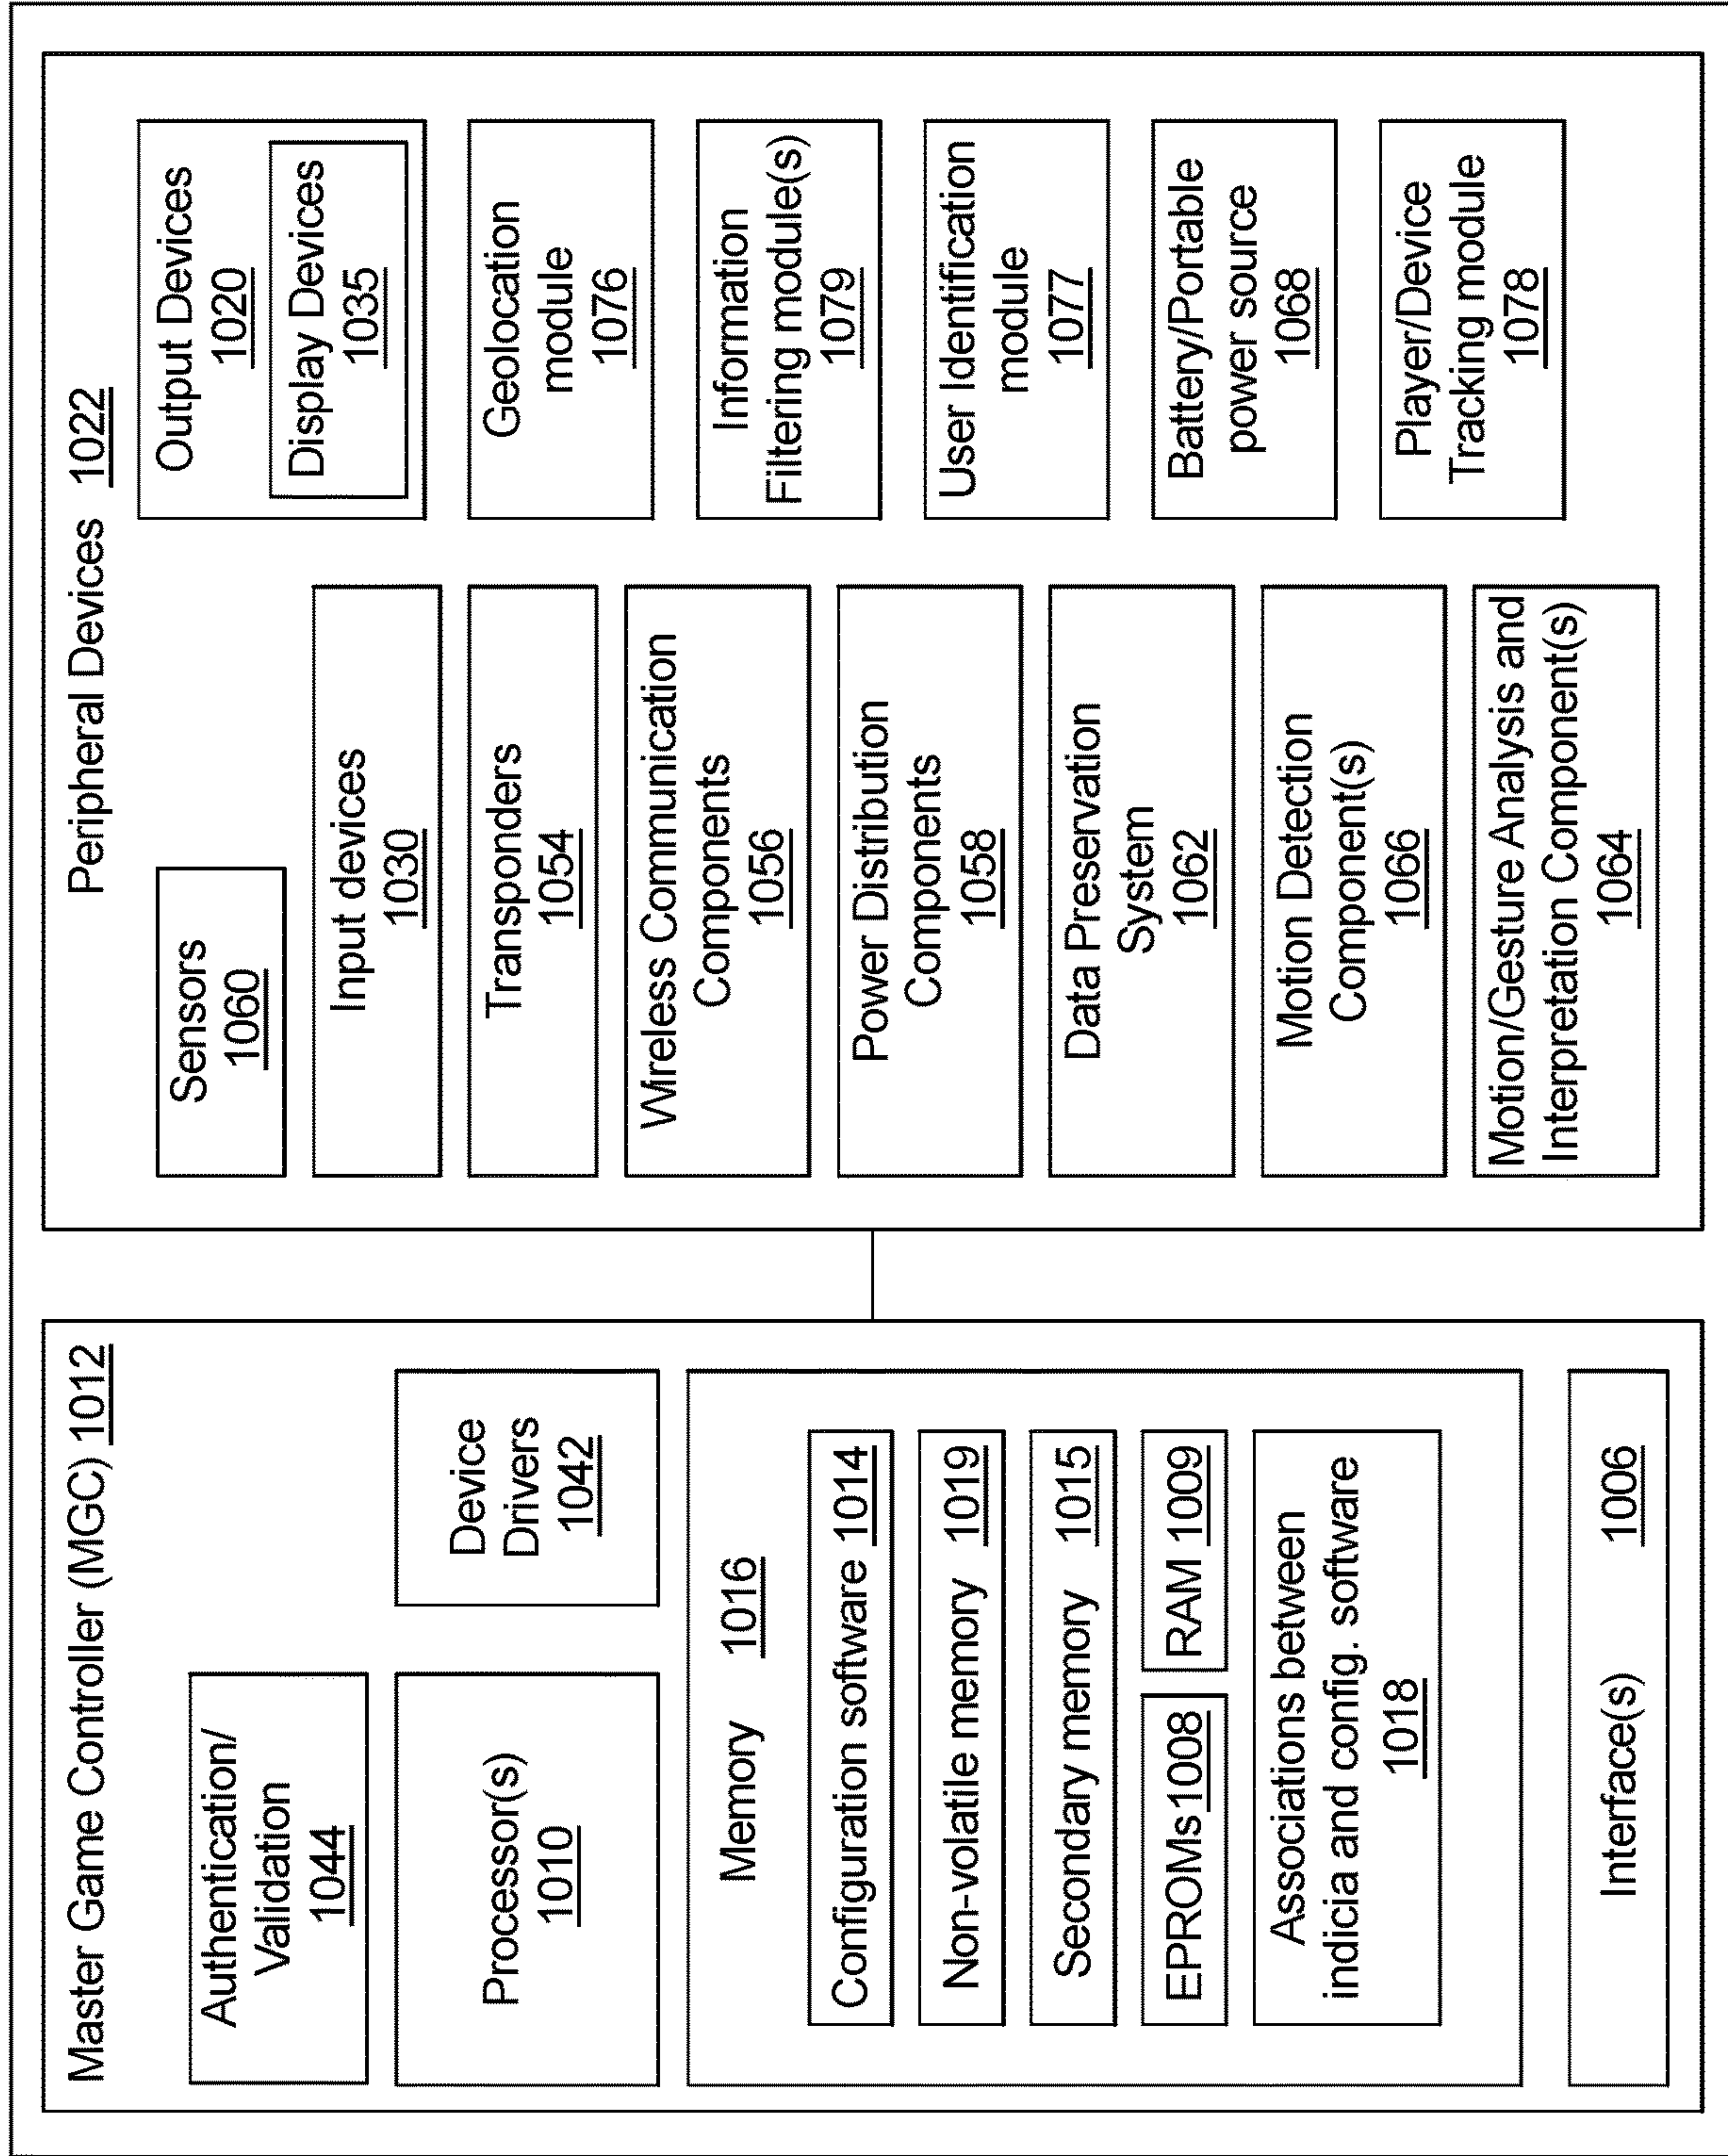 Master Game Controller (MGC) 1012
Authentication/
Validation
1044
Processor(s)
1010
Device
Drivers
1042
Memory 1016
Configuration software 1014
Non-volatile memory 1019
Secondary memory 1015
EPROMs 1008
RAM 1009
Associations between
indicia and config. software
1018
Interface(s) 1006
Peripheral Devices 1022
Sensors
1060
Input devices
1030
Transponders
1054
Wireless Communication
Components
1056
Power Distribution
Components
1058
Data Preservation
System
1062
Motion Detection
Component(s)
1066
Motion/Gesture Analysis and
Interpretation Component(s)
1064
Output Devices
1020
Display Devices
1035
Geolocation
module
1076
Information
Filtering module(s)
1079
User Identification
module
1077
Battery/Portable
power source
1068
Player/Device
Tracking module
1078